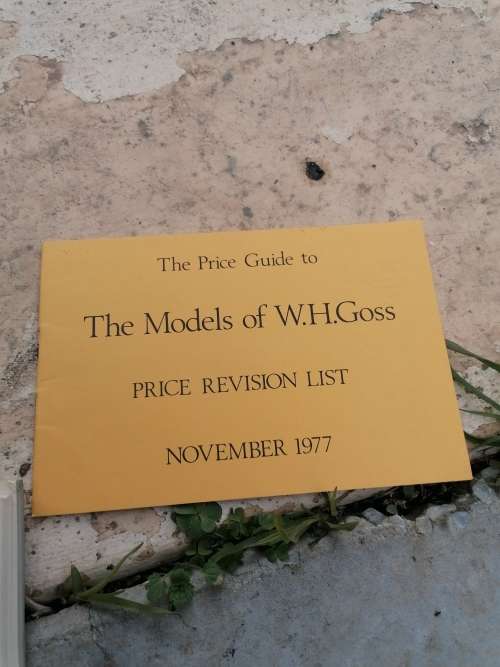 The Price Guide to
The Models of W.H.Goss
PRICE REVISION LIST
NOVEMBER 1977